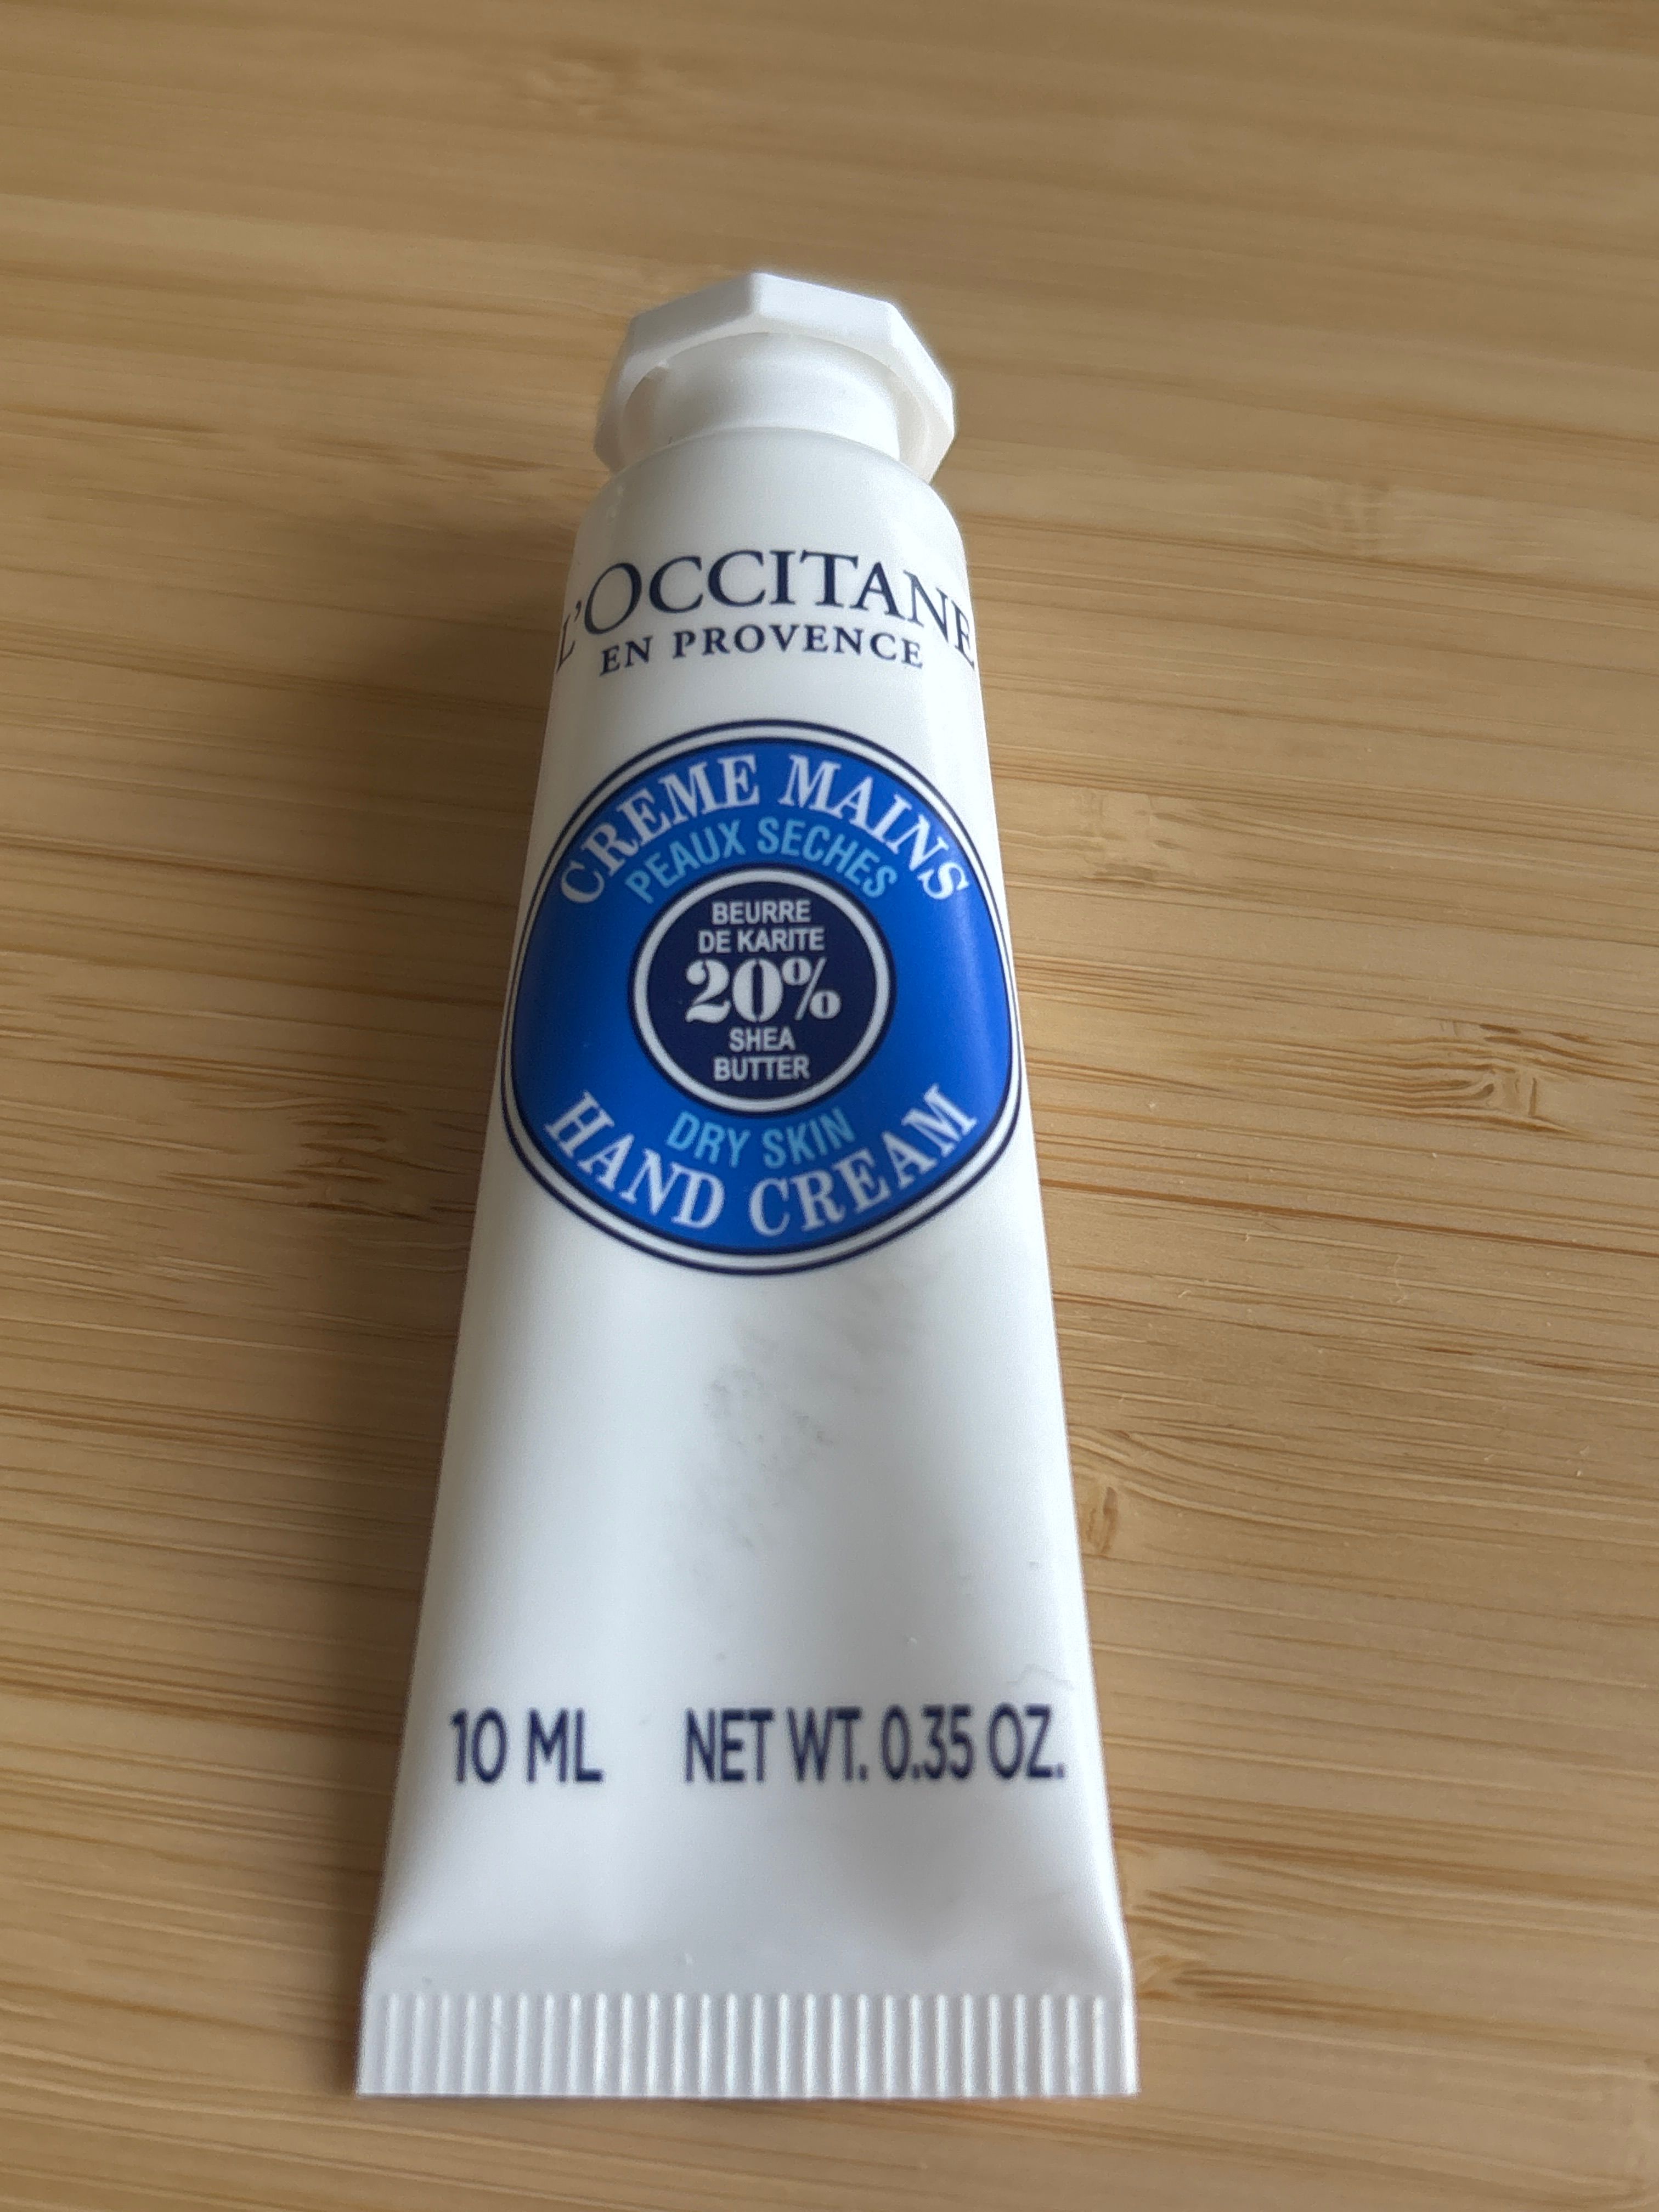 L'OCCITANE
EN PROVENCE
CREME MAINS
PEAUX SECHES
BEURRE
DE KARITE
20%
SHEA
BUTTER
DRY SKIN
HAND CREAM
10 ML NET WT. 0.35 OZ.